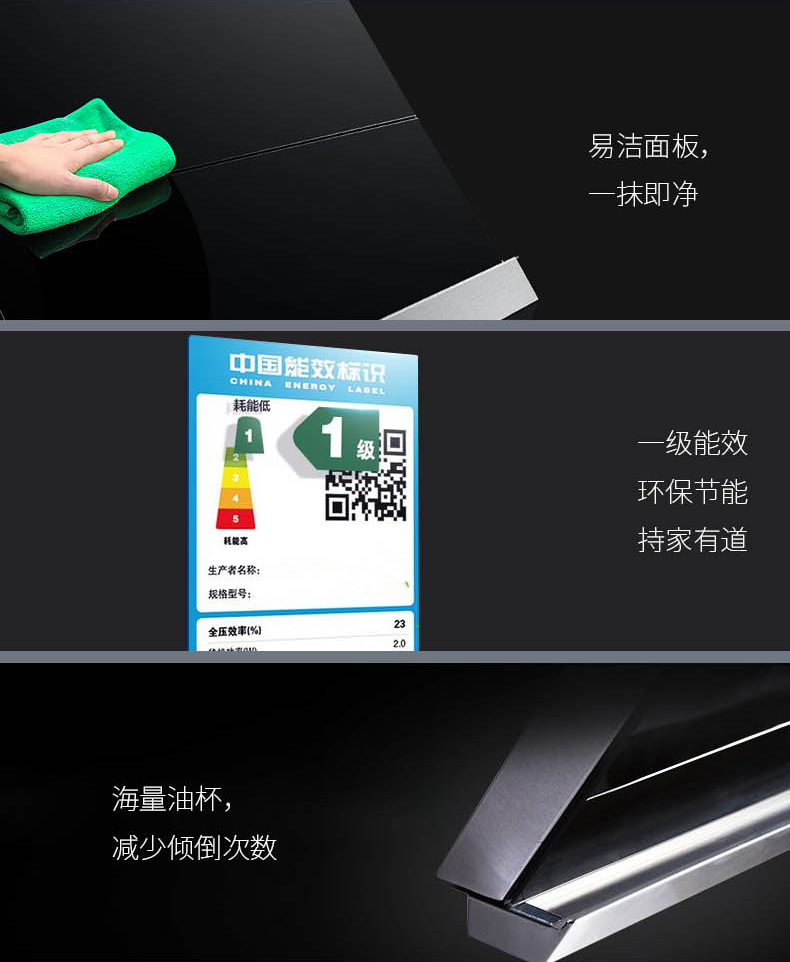 易洁面板，
一抹即净
中国能效标识
CHINA ENERGY LABEL
耗能低
1
1级
2
3
4
5
耗能高
生产者名称：
规格型号：
全压效率(%) 23
2.0
一级能效
环保节能
持家有道
海量油杯，
减少倾倒次数